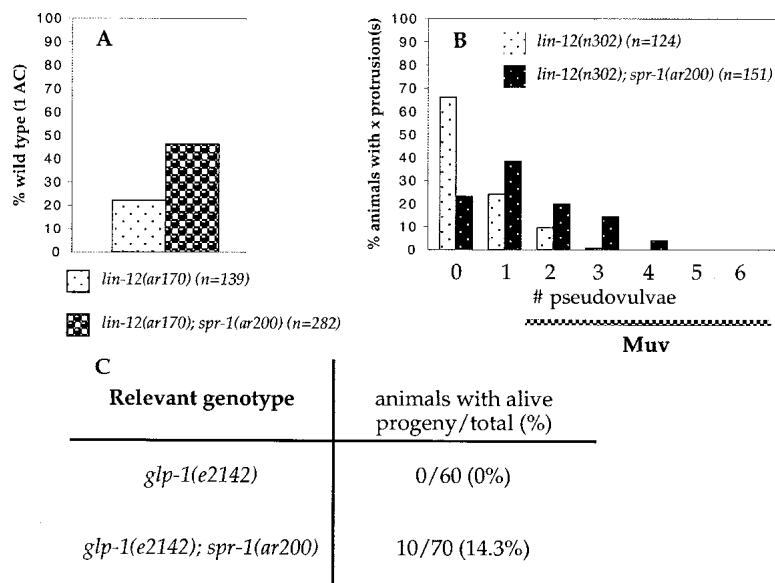 A
% wild type (1 AC)
100
90
80
70
60
50
40
30
20
10
0
lin-12(ar170) (n=139)
lin-12(ar170); spr-1(ar200) (n=282)
B
% animals with x protrusion(s)
100
90
80
70
60
50
40
30
20
10
0
lin-12(n302) (n=124)
lin-12(n302); spr-1(ar200) (n=151)
0 1 2 3 4 5 6
# pseudovulvae
Muv
C
Relevant genotype
animals with alive
progeny/total (%)
glp-1(e2142)
0/60 (0%)
glp-1(e2142); spr-1(ar200)
10/70 (14.3%)